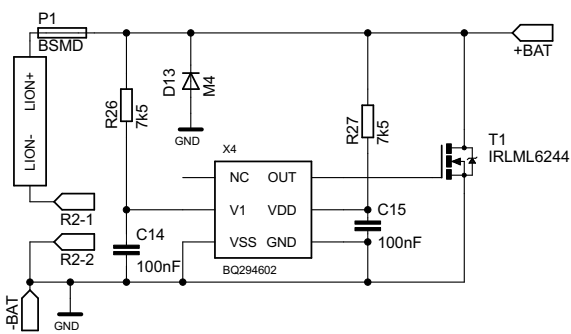 P1
BSMD
+BAT
LION+
LION-
R26
7k5
D13
M4
GND
R27
7k5
T1
IRLML6244
X4
NC
OUT
V1
VDD
VSS
GND
BQ294602
C14
100nF
C15
100nF
R2-1
R2-2
-BAT
GND